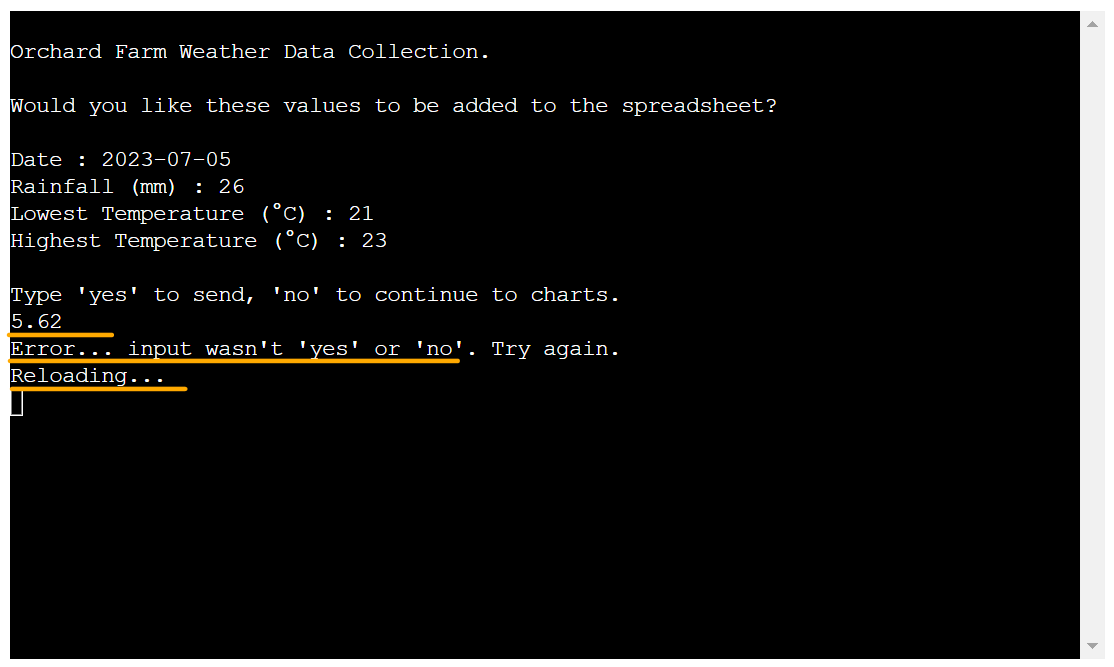 Orchard Farm Weather Data Collection.
Would you like these values to be added to the spreadsheet?
Date : 2023-07-05
Rainfall (mm) : 26
Lowest Temperature (˚C) : 21
Highest Temperature (˚C) : 23
Type 'yes' to send, 'no' to continue to charts.
5.62
Error... input wasn't 'yes' or 'no'. Try again.
Reloading...